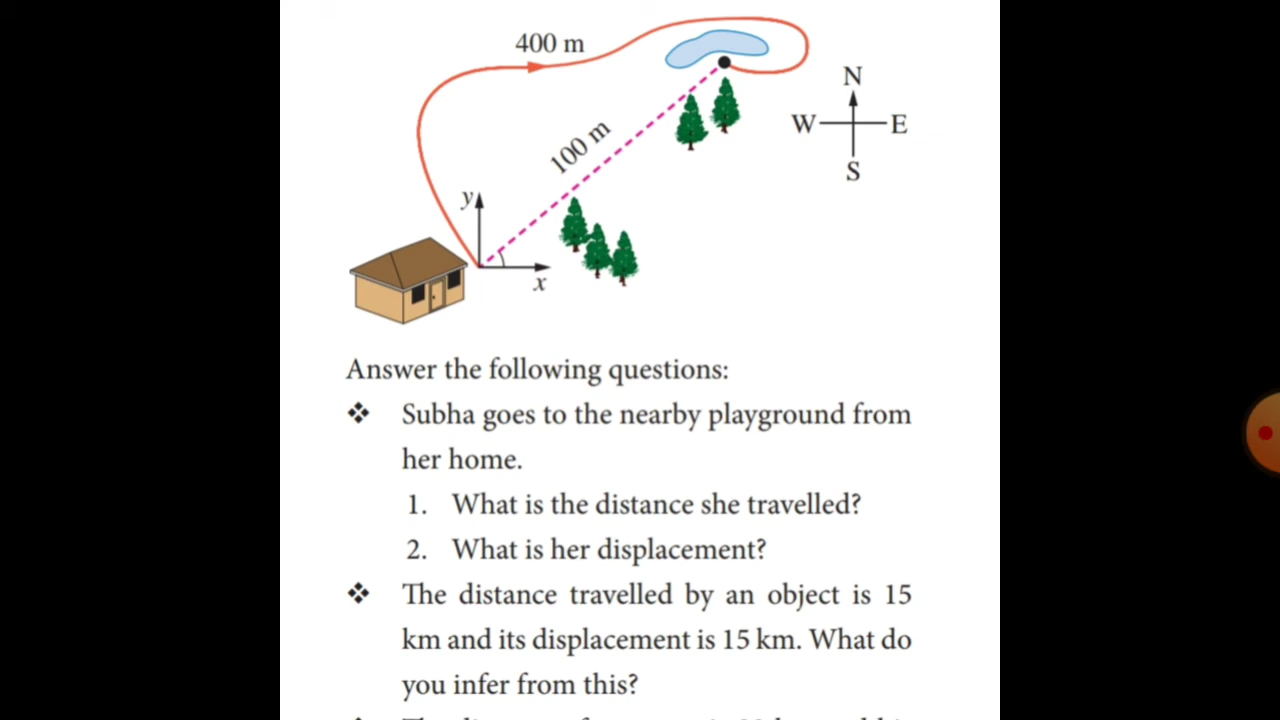 400 m
N
W E
100 m
S
y
x
Answer the following questions:
❖ Subha goes to the nearby playground from
her home.
1. What is the distance she travelled?
2. What is her displacement?
❖ The distance travelled by an object is 15
km and its displacement is 15 km. What do
you infer from this?